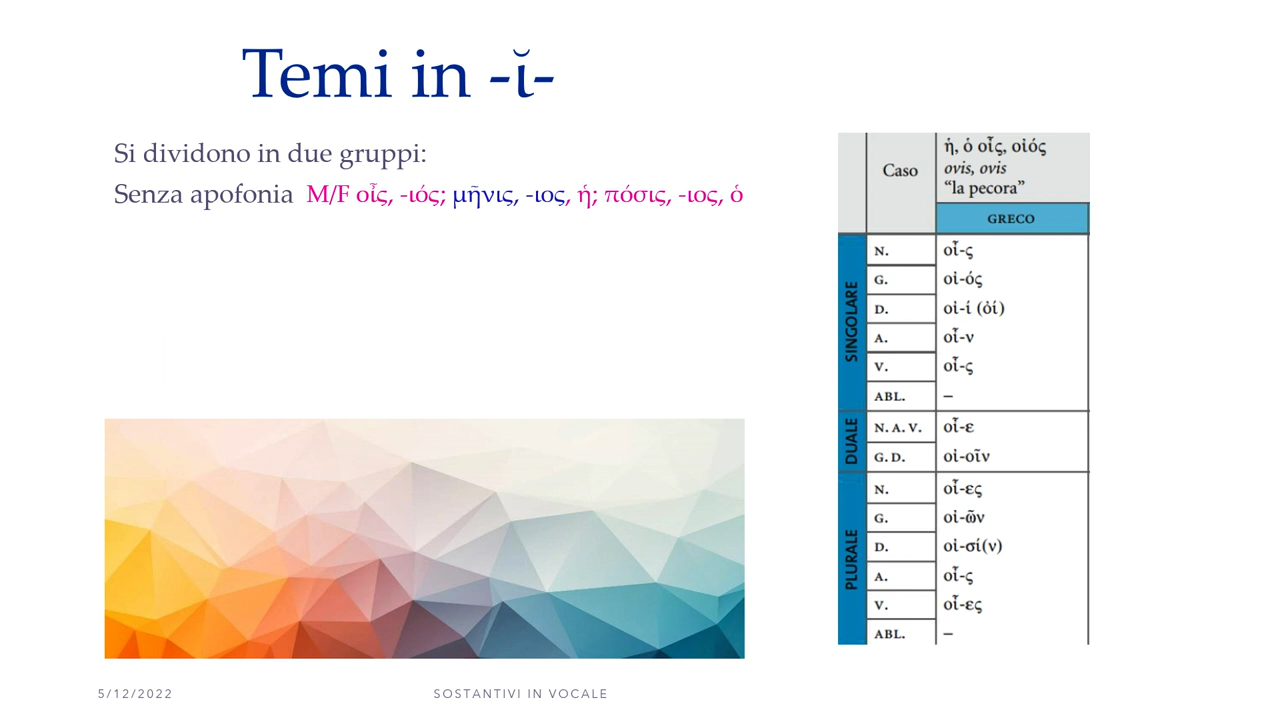 Temi in -ῐ-
Si dividono in due gruppi:
Senza apofonia M/F οἶς, -ιός; μῆνις, -ιος, ἡ; πόσις, -ιος, ὁ
Caso
ἡ, ὁ οἶς, οἰός
ovis, ovis
“la pecora”
GRECO
SINGOLARE
N. οἶ-ς
G. οἰ-ός
D. οἰ-ί (ὀί)
A. οἶ-ν
V. οἶ-ς
ABL. –
DUALE
N. A. V. οἶ-ε
G. D. οἰ-οῖν
PLURALE
N. οἶ-ες
G. οἰ-ῶν
D. οἰ-σί(ν)
A. οἶ-ς
V. οἶ-ες
ABL. –
5/12/2022
SOSTANTIVI IN VOCALE